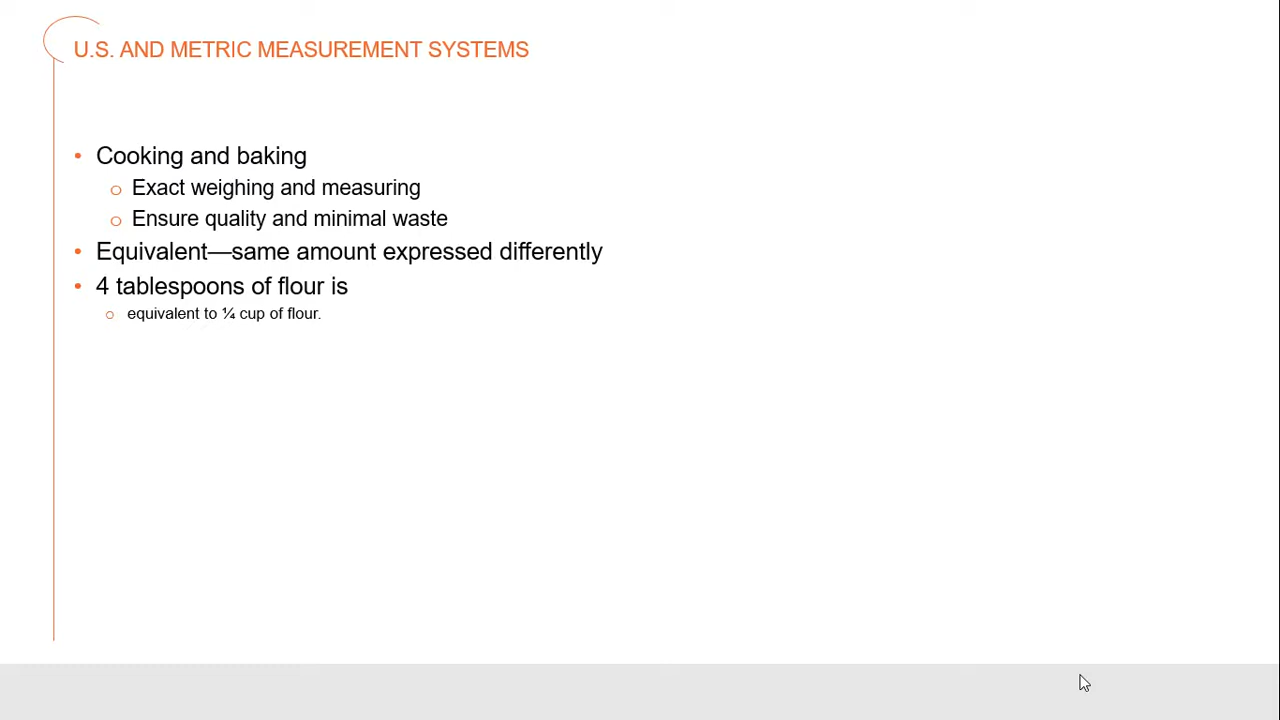 U.S. AND METRIC MEASUREMENT SYSTEMS
• Cooking and baking
o Exact weighing and measuring
o Ensure quality and minimal waste
• Equivalent—same amount expressed differently
• 4 tablespoons of flour is
o equivalent to ¼ cup of flour.